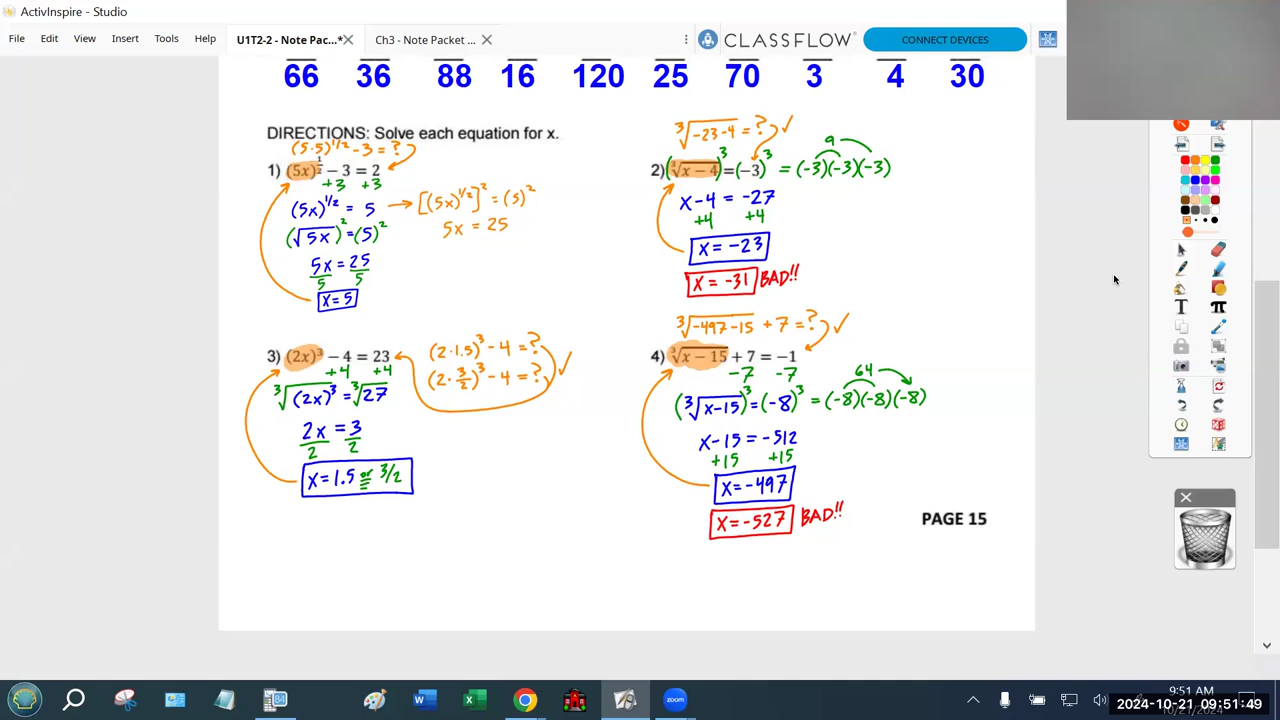 ActivInspire - Studio
File Edit View Insert Tools Help U1T2-2 - Note Pac...* Ch3 - Note Packet ... CLASSFLOW CONNECT DEVICES
66 36 88 16 120 25 70 3 4 30
DIRECTIONS: Solve each equation for x.
(5·5)^1/2 - 3 = ?
1) (5x)^1/2 − 3 = 2
+3 +3
(5x)^1/2 = 5 → [(5x)^1/2]^2 = (5)^2
5x = 25
(√5x)^2 = (5)^2
5x = 25
5 5
x = 5
∛-23-4 = ? ✓
2) (∛x − 4)^3 = (−3)^3 = (-3)(-3)(-3)
9
x-4 = -27
+4 +4
x = -23
x = -31 BAD!!
3) (2x)^3 − 4 = 23
+4 +4
(2·1.5)^3 - 4 = ?
(2·3/2)^3 - 4 = ? ✓
∛(2x)^3 = ∛27
2x = 3
2 2
x = 1.5 or 3/2
∛-497-15 + 7 = ? ✓
4) ∛x − 15 + 7 = −1
-7 -7
64
(∛x-15)^3 = (-8)^3 = (-8)(-8)(-8)
x-15 = -512
+15 +15
x = -497
x = -527 BAD!!
PAGE 15
9:51 AM
2024-10-21 09:51:49